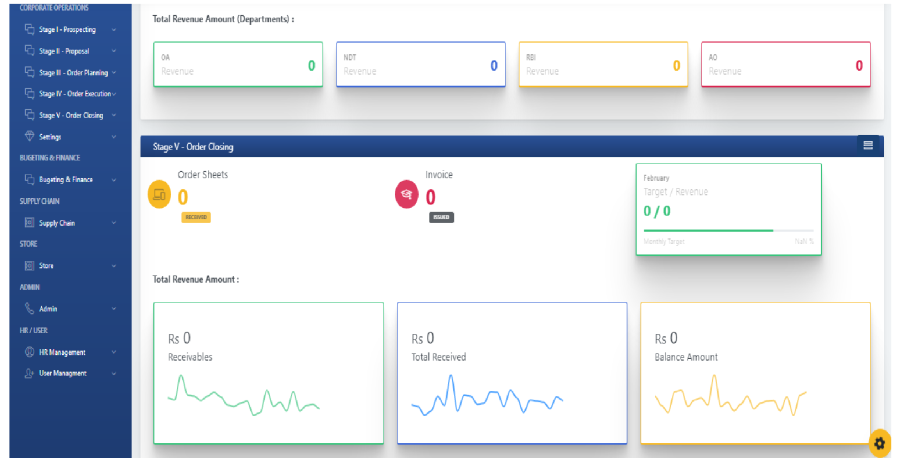 CORPORATE OPERATIONS
Stage I - Prospecting
Stage II - Proposal
Stage III - Order Planning
Stage IV - Order Execution
Stage V - Order Closing
Settings
BUGETING & FINANCE
Bugeting & Finance
SUPPLY CHAIN
Supply Chain
STORE
Store
ADMIN
Admin
HR / USER
HR Management
User Managment
Total Revenue Amount (Departments) :
OA
Revenue
0
NDT
Revenue
0
RBI
Revenue
0
AO
Revenue
0
Stage V - Order Closing
Order Sheets
0
RECEIVED
Invoice
0
ISSUED
February
Target / Revenue
0 / 0
Monthly Target
NaN %
Total Revenue Amount :
Rs 0
Receivables
Rs 0
Total Received
Rs 0
Balance Amount